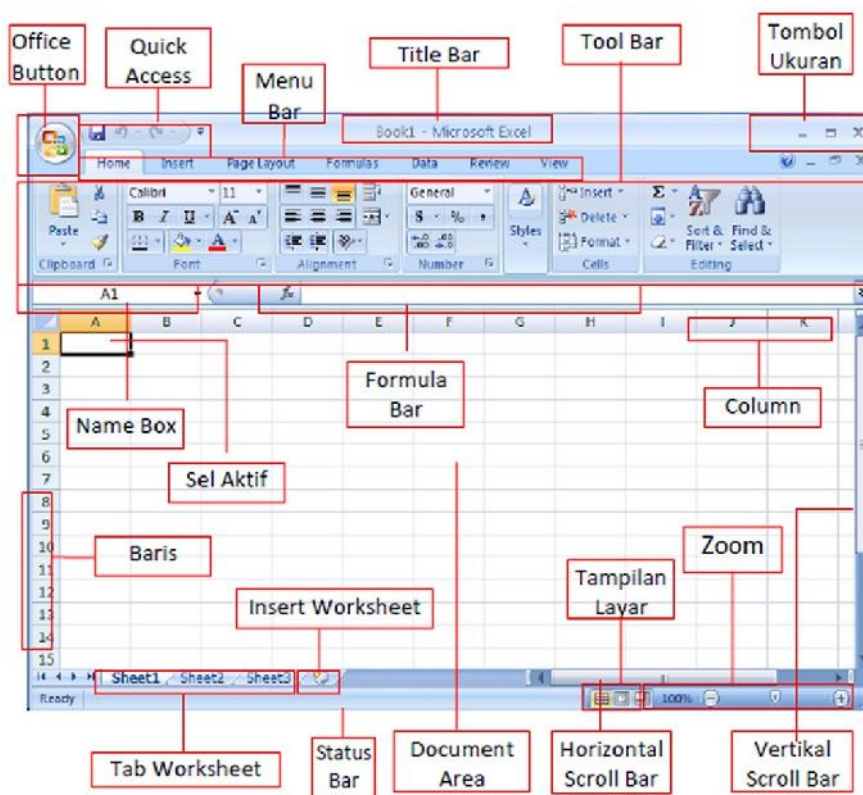 Office
Button
Quick
Access
Menu
Bar
Title Bar
Tool Bar
Tombol
Ukuran
Book1 - Microsoft Excel
Home Insert Page Layout Formulas Data Review View
Calibri 11 General Insert Σ
Paste B I U A A $ % , Styles Delete Sort & Find &
Format Filter Select
Clipboard Font Alignment Number Cells Editing
A1 fx
A B C D E F G H I J K
1
2
3
4
5
6
7
8
9
10
11
12
13
14
15
Formula
Bar
Column
Name Box
Sel Aktif
Baris
Zoom
Tampilan
Layar
Insert Worksheet
Sheet1 Sheet2 Sheet3
Ready 100%
Tab Worksheet
Status
Bar
Document
Area
Horizontal
Scroll Bar
Vertikal
Scroll Bar